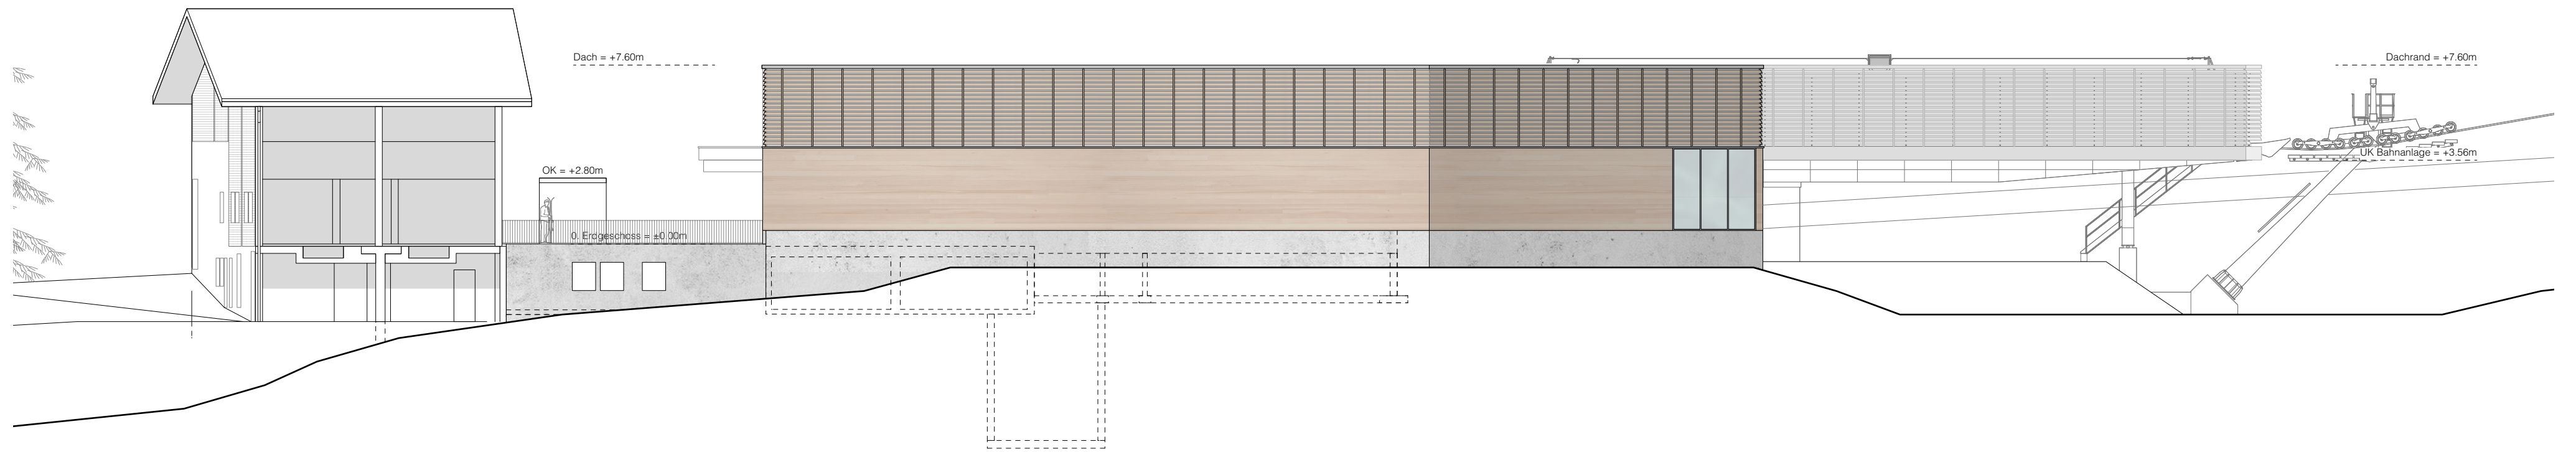 Dach = +7.60m
Dachrand = +7.60m
UK Bahnanlage = +3.56m
OK = +2.80m
0. Erdgeschoss = ±0.00m